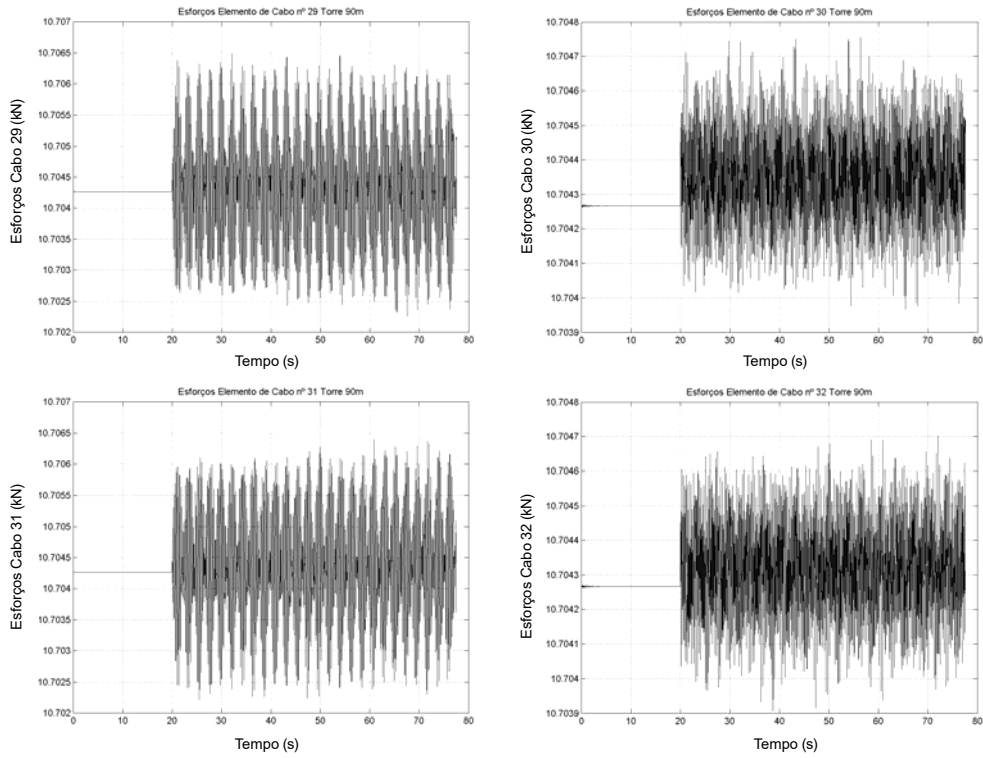 Esforços Elemento de Cabo nº 29 Torre 90m
10.707
10.7065
10.706
10.7055
10.705
10.7045
10.704
10.7035
10.703
10.7025
10.702
0 10 20 30 40 50 60 70 80
Esforços Cabo 29 (kN)
Tempo (s)
Esforços Elemento de Cabo nº 30 Torre 90m
10.7048
10.7047
10.7046
10.7045
10.7044
10.7043
10.7042
10.7041
10.704
10.7039
0 10 20 30 40 50 60 70 80
Esforços Cabo 30 (kN)
Tempo (s)
Esforços Elemento de Cabo nº 31 Torre 90m
10.707
10.7065
10.706
10.7055
10.705
10.7045
10.704
10.7035
10.703
10.7025
10.702
0 10 20 30 40 50 60 70 80
Esforços Cabo 31 (kN)
Tempo (s)
Esforços Elemento de Cabo nº 32 Torre 90m
10.7048
10.7047
10.7046
10.7045
10.7044
10.7043
10.7042
10.7041
10.704
10.7039
0 10 20 30 40 50 60 70 80
Esforços Cabo 32 (kN)
Tempo (s)